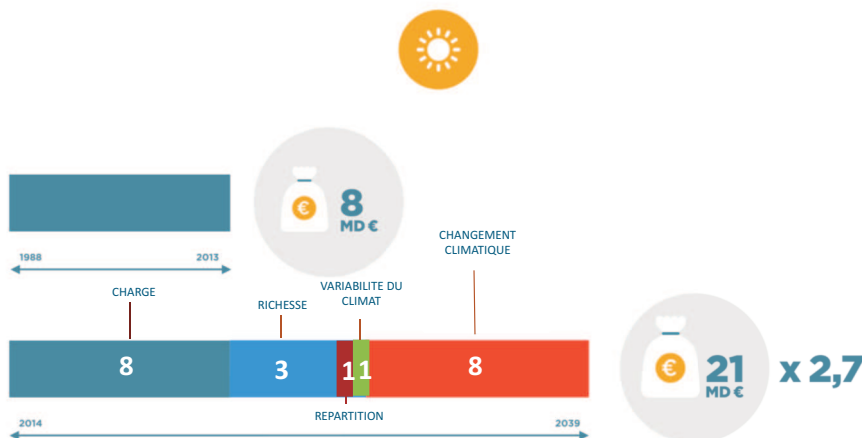 8
MD €
1988 2013
CHANGEMENT
CLIMATIQUE
CHARGE
RICHESSE
VARIABILITE DU
CLIMAT
8 3 1 1 8
€ 21 x 2,7
MD €
REPARTITION
2014 2039